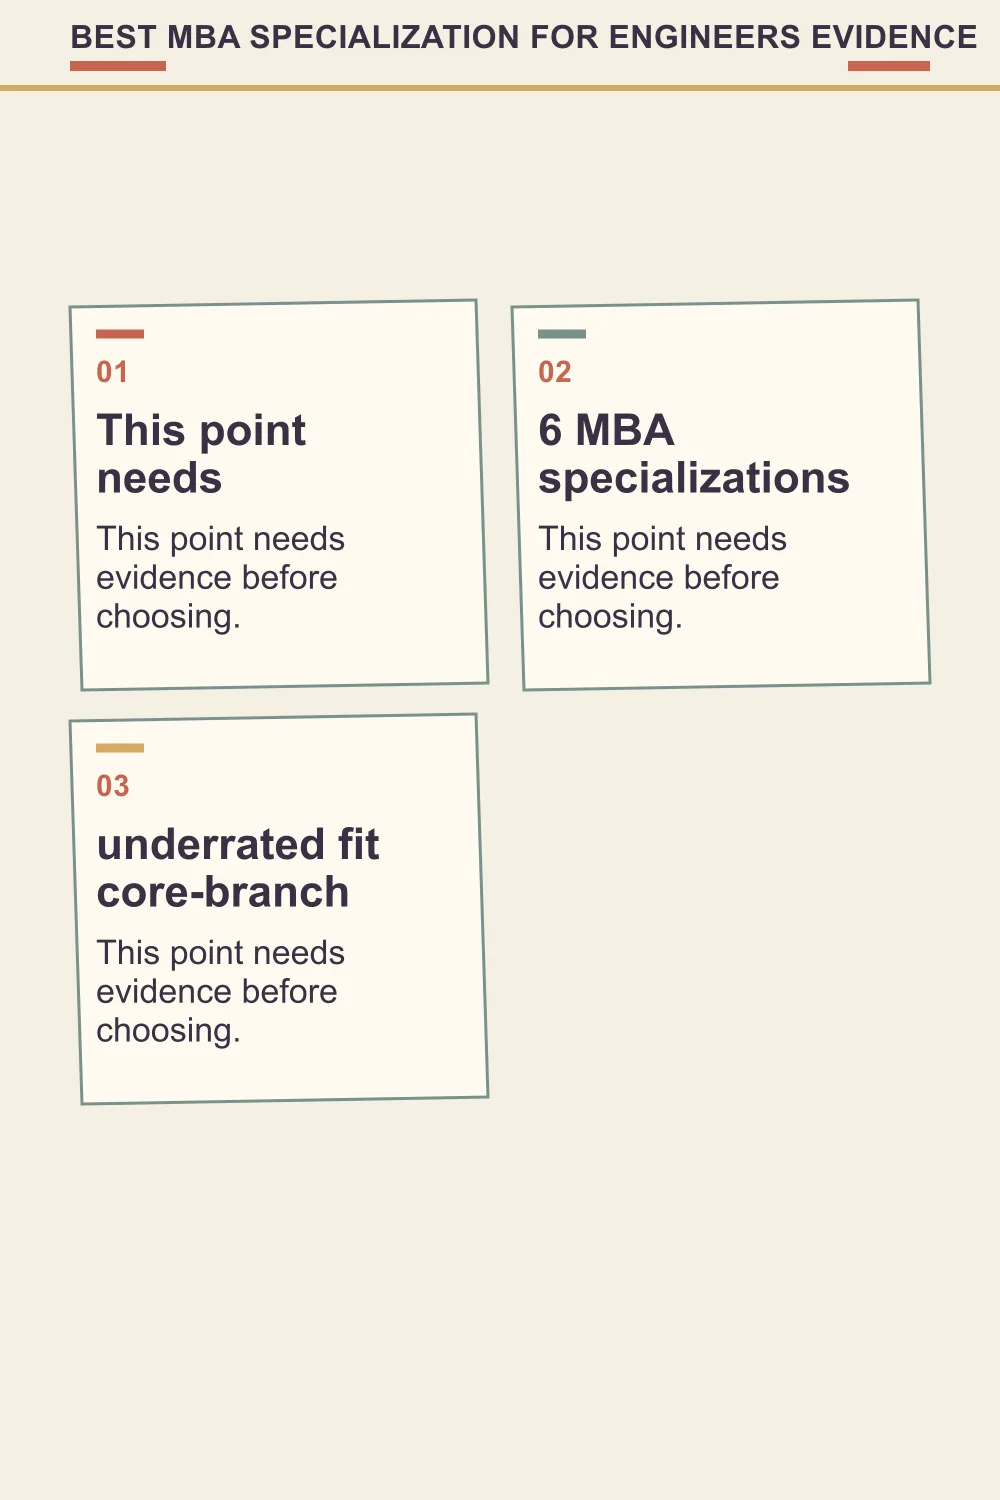 BEST MBA SPECIALIZATION FOR ENGINEERS EVIDENCE
01
This point
needs
This point needs
evidence before
choosing.
02
6 MBA
specializations
This point needs
evidence before
choosing.
03
underrated fit
core-branch
This point needs
evidence before
choosing.